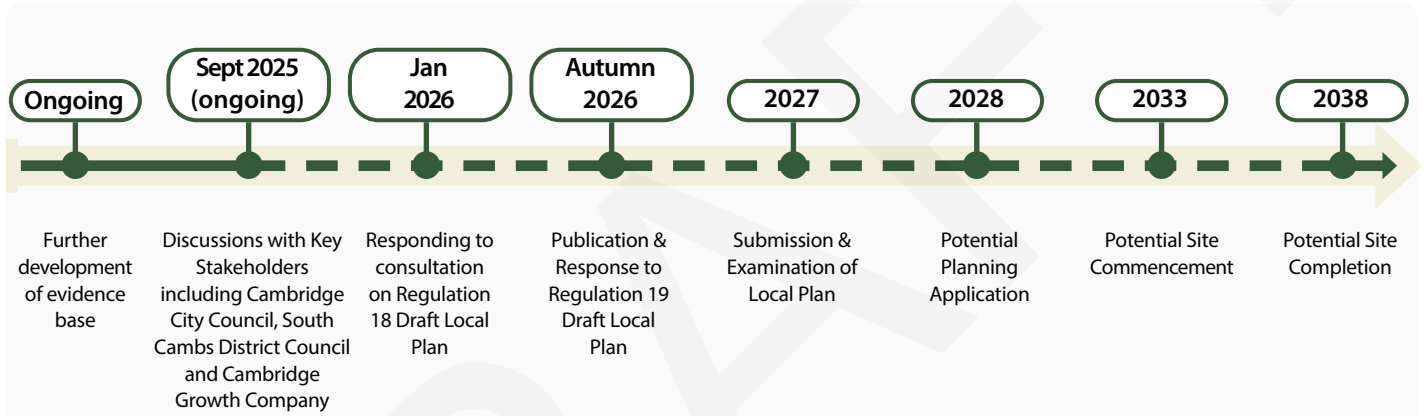 Ongoing
Sept 2025
(ongoing)
Jan
2026
Autumn
2026
2027
2028
2033
2038
Further
development
of evidence
base
Discussions with Key
Stakeholders
including Cambridge
City Council, South
Cambs District Council
and Cambridge
Growth Company
Responding to
consultation
on Regulation
18 Draft Local
Plan
Publication &
Response to
Regulation 19
Draft Local
Plan
Submission &
Examination of
Local Plan
Potential
Planning
Application
Potential Site
Commencement
Potential Site
Completion